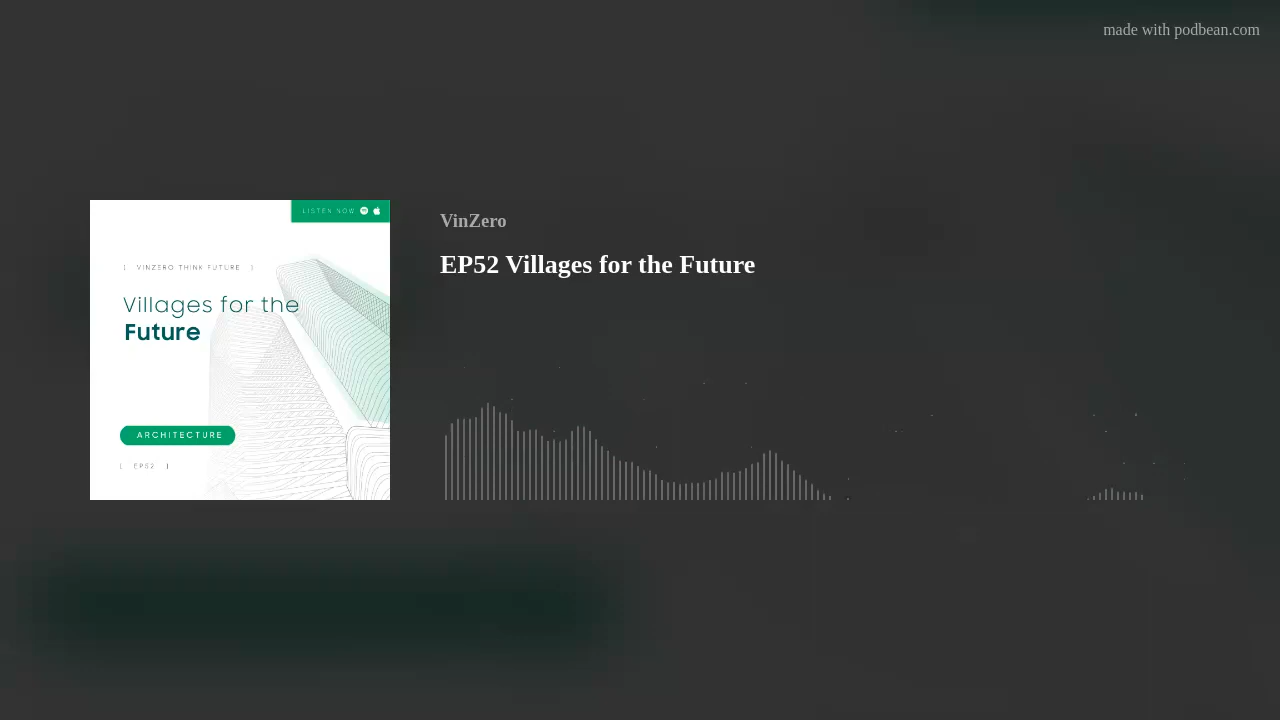 made with podbean.com
LISTEN NOW
[ VINZERO THINK FUTURE ]
Villages for the
Future
ARCHITECTURE
[ EP52 ]
VinZero
EP52 Villages for the Future